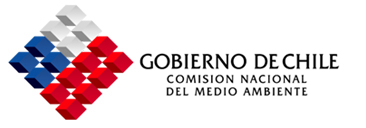 GOBIERNO DE CHILE
COMISION NACIONAL
DEL MEDIO AMBIENTE